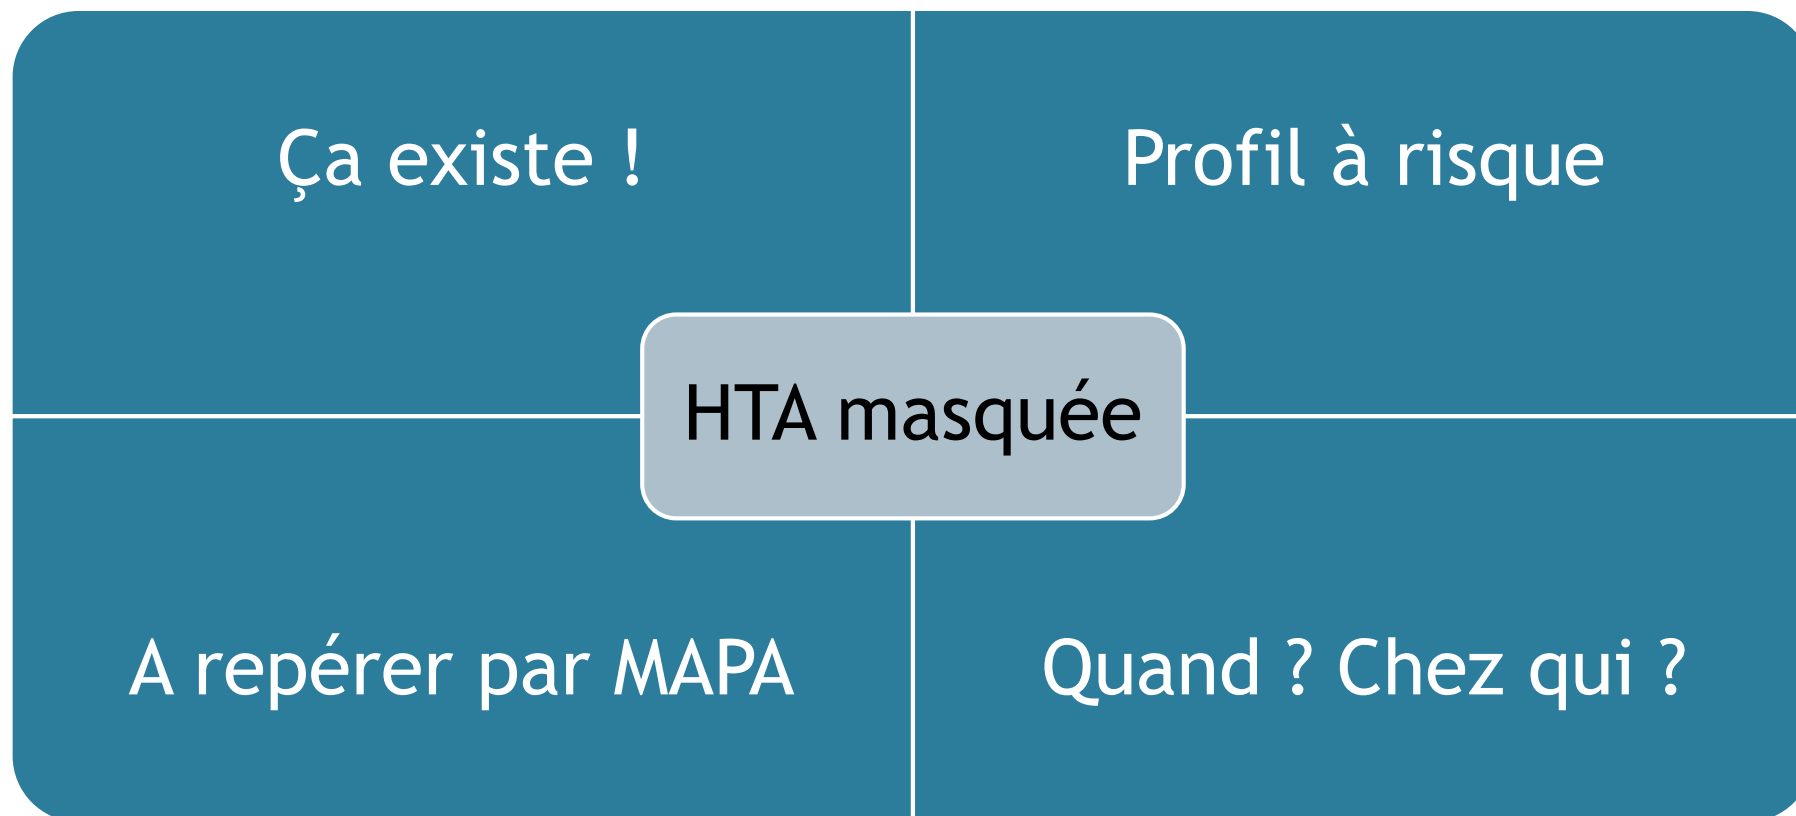 Ça existe !
Profil à risque
HTA masquée
A repérer par MAPA
Quand ? Chez qui ?